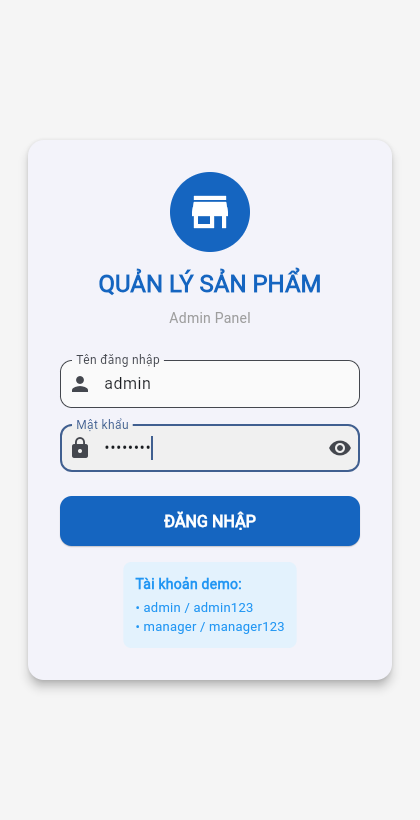 QUẢN LÝ SẢN PHẨM
Admin Panel
Tên đăng nhập
admin
Mật khẩu
••••••••
ĐĂNG NHẬP
Tài khoản demo:
• admin / admin123
• manager / manager123